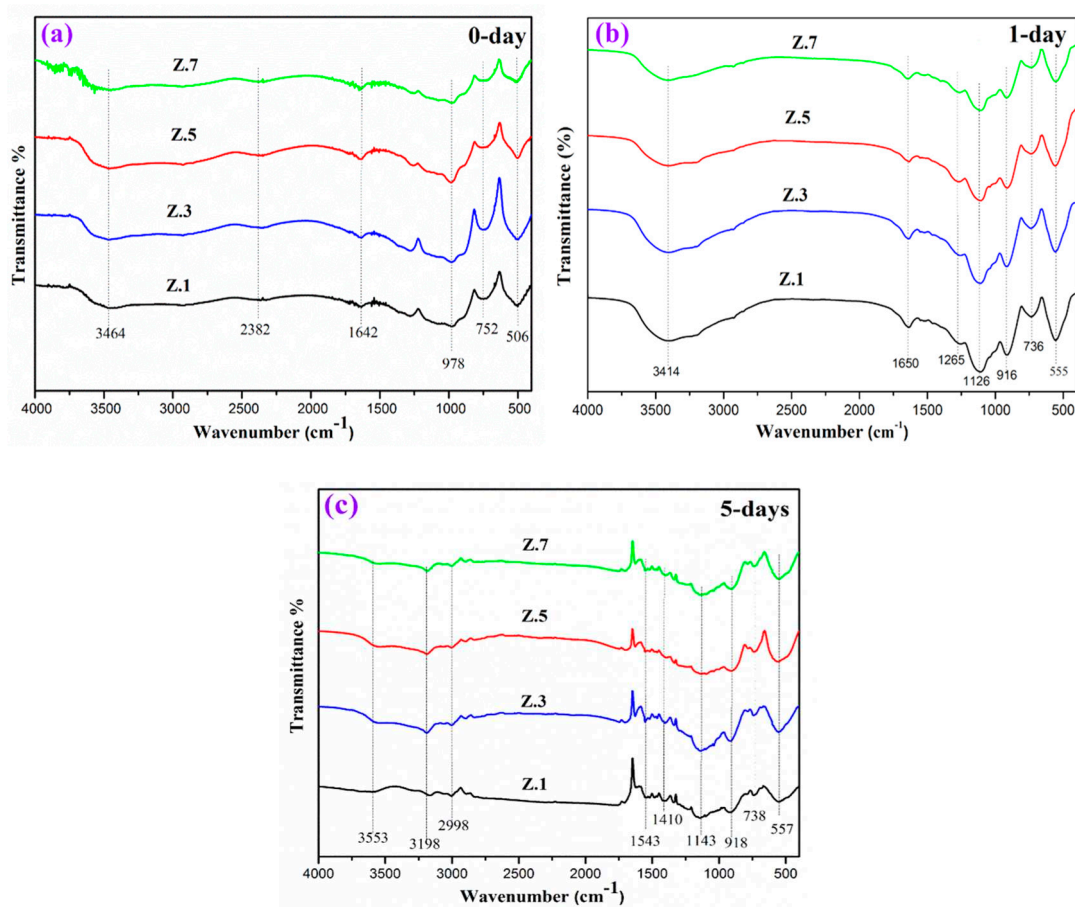 (a)
0-day
Z.7
Z.5
Z.3
Z.1
3464
2382
1642
978
752
506
Transmittance %
4000 3500 3000 2500 2000 1500 1000 500
Wavenumber (cm-1)
(b)
1-day
Z.7
Z.5
Z.3
Z.1
3414
1650
1265
1126
916
736
555
Transmittance (%)
4000 3500 3000 2500 2000 1500 1000 500
Wavenumber (cm-1)
(c)
5-days
Z.7
Z.5
Z.3
Z.1
3553
3198
2998
1543
1410
1143
918
738
557
Transmittance %
4000 3500 3000 2500 2000 1500 1000 500
Wavenumber (cm-1)